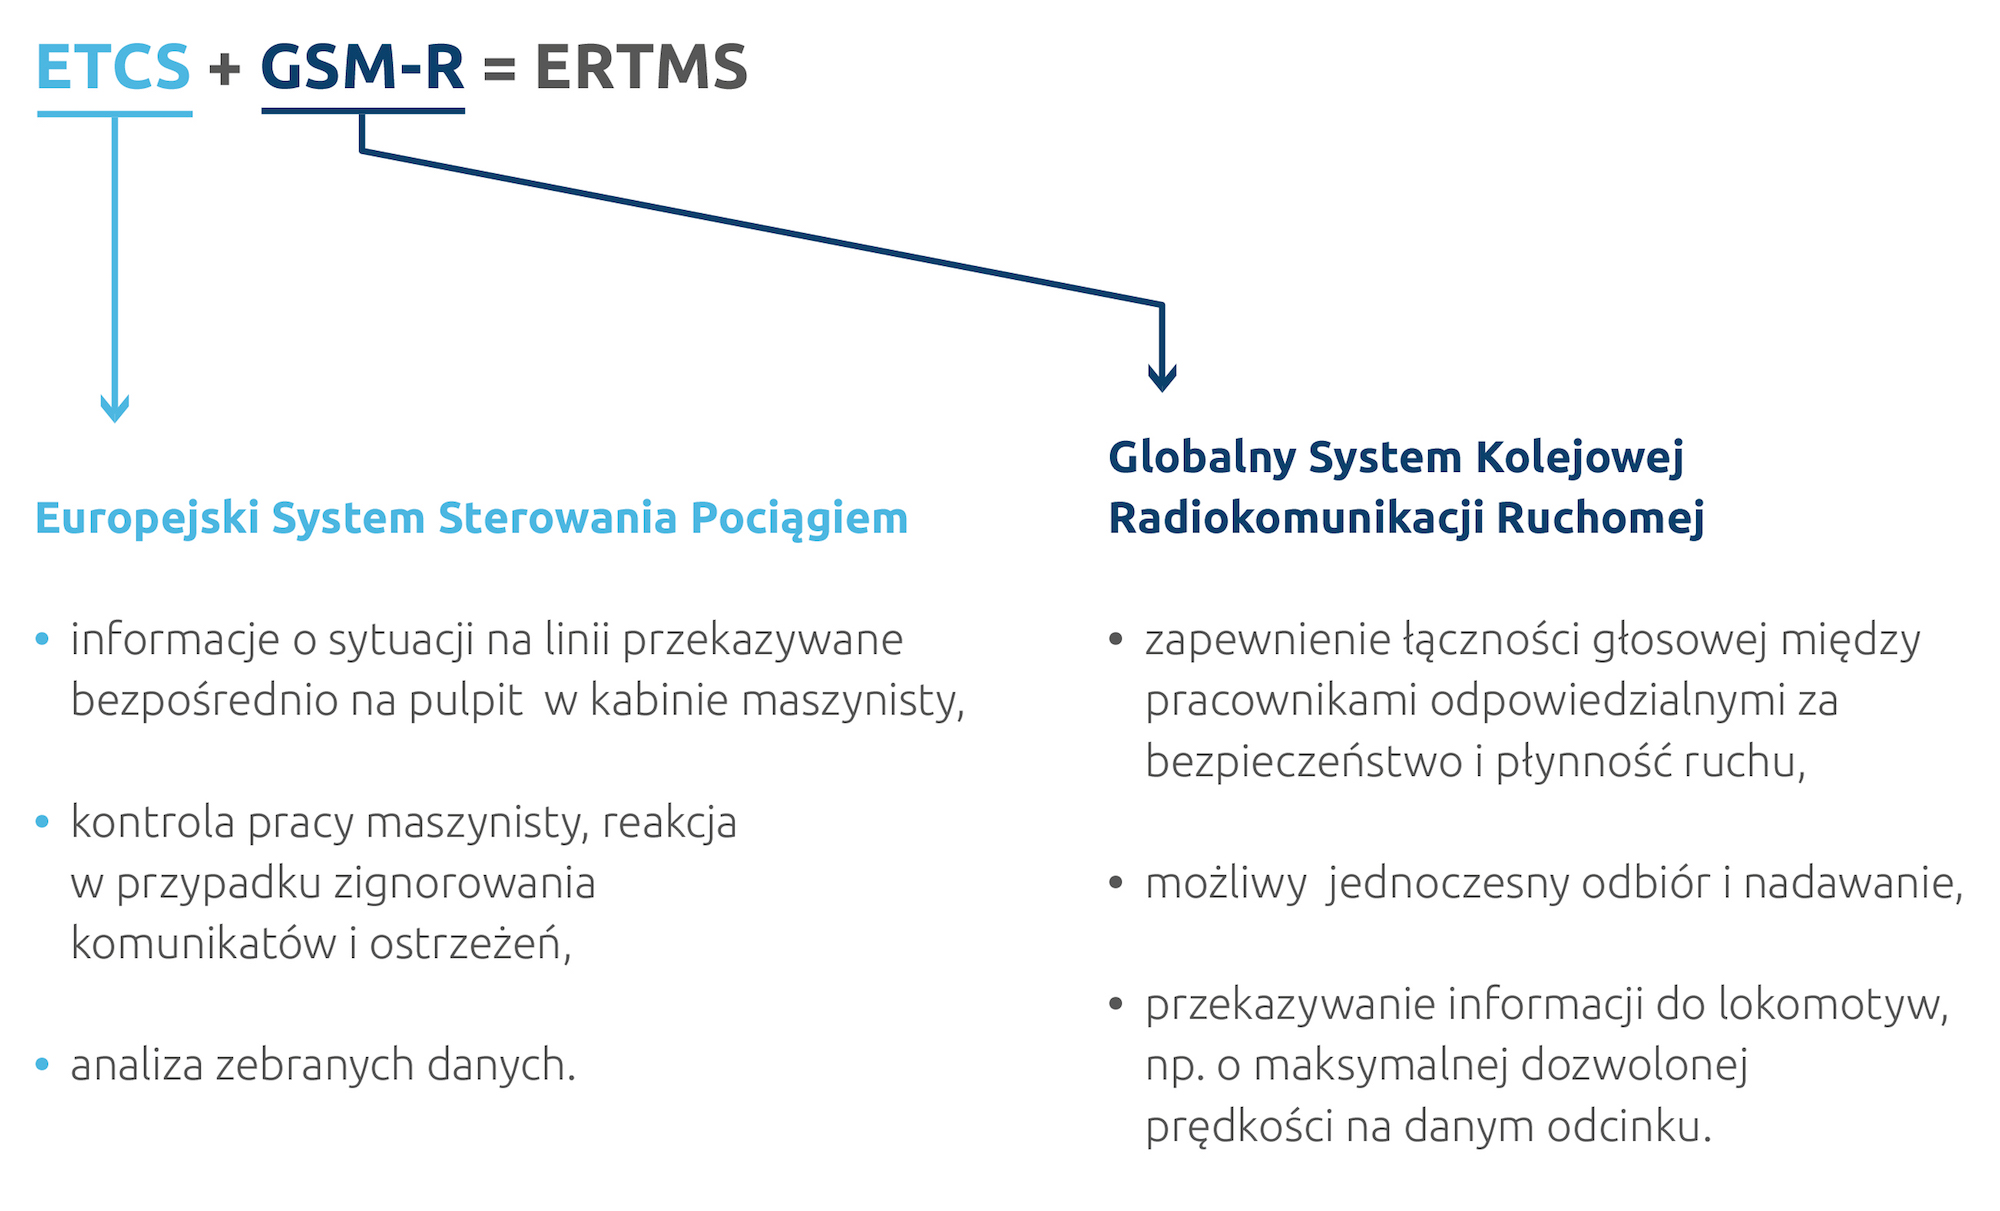 ETCS + GSM-R = ERTMS
Europejski System Sterowania Pociągiem
• informacje o sytuacji na linii przekazywane
bezpośrednio na pulpit w kabinie maszynisty,
• kontrola pracy maszynisty, reakcja
w przypadku zignorowania
komunikatów i ostrzeżeń,
• analiza zebranych danych.
Globalny System Kolejowej
Radiokomunikacji Ruchomej
• zapewnienie łączności głosowej między
pracownikami odpowiedzialnymi za
bezpieczeństwo i płynność ruchu,
• możliwy jednoczesny odbiór i nadawanie,
• przekazywanie informacji do lokomotyw,
np. o maksymalnej dozwolonej
prędkości na danym odcinku.